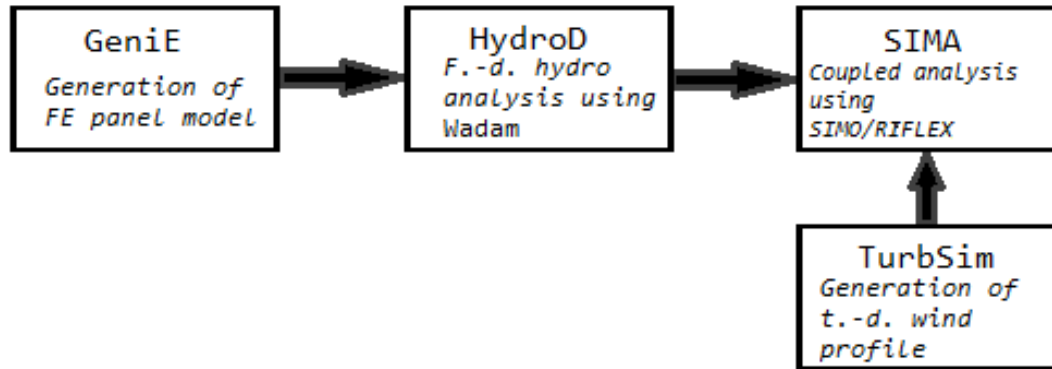 GeniE
Generation of
FE panel model
HydroD
F.-d. hydro
analysis using
Wadam
SIMA
Coupled analysis
using
SIMO/RIFLEX
TurbSim
Generation of
t.-d. wind
profile